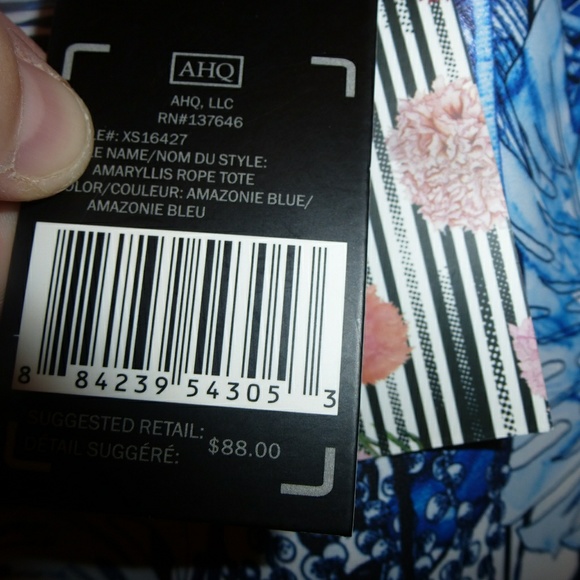 AHQ
AHQ, LLC
RN#137646
LE#: XS16427
E NAME/NOM DU STYLE:
AMARYLLIS ROPE TOTE
OLOR/COULEUR: AMAZONIE BLUE/
AMAZONIE BLEU
8 84239 54305 3
SUGGESTED RETAIL:
DETAIL SUGGÉRÉ: $88.00